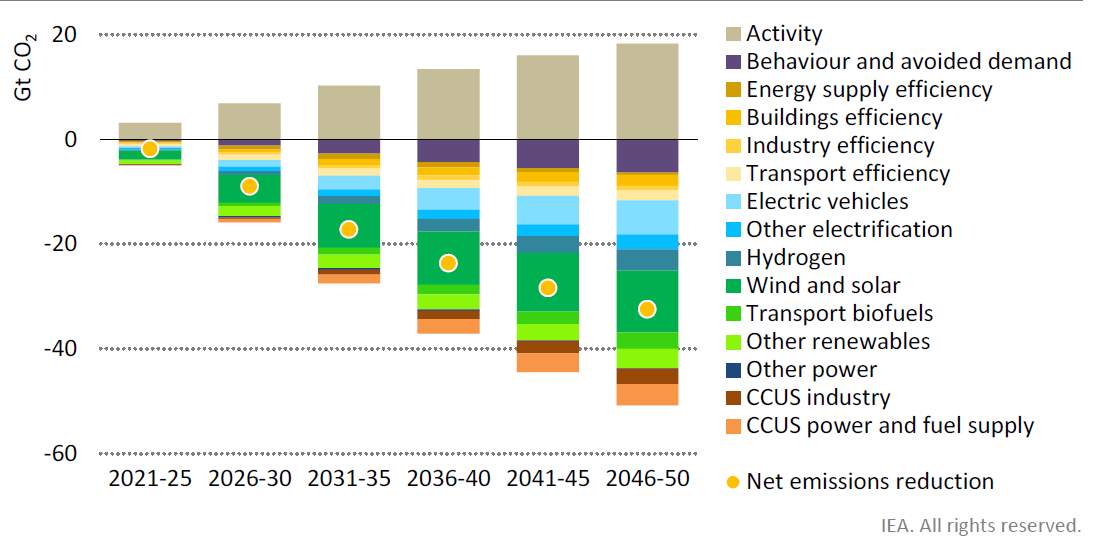 Gt CO2
20
0
-20
-40
-60
2021-25 2026-30 2031-35 2036-40 2041-45 2046-50
Activity
Behaviour and avoided demand
Energy supply efficiency
Buildings efficiency
Industry efficiency
Transport efficiency
Electric vehicles
Other electrification
Hydrogen
Wind and solar
Transport biofuels
Other renewables
Other power
CCUS industry
CCUS power and fuel supply
Net emissions reduction
IEA. All rights reserved.